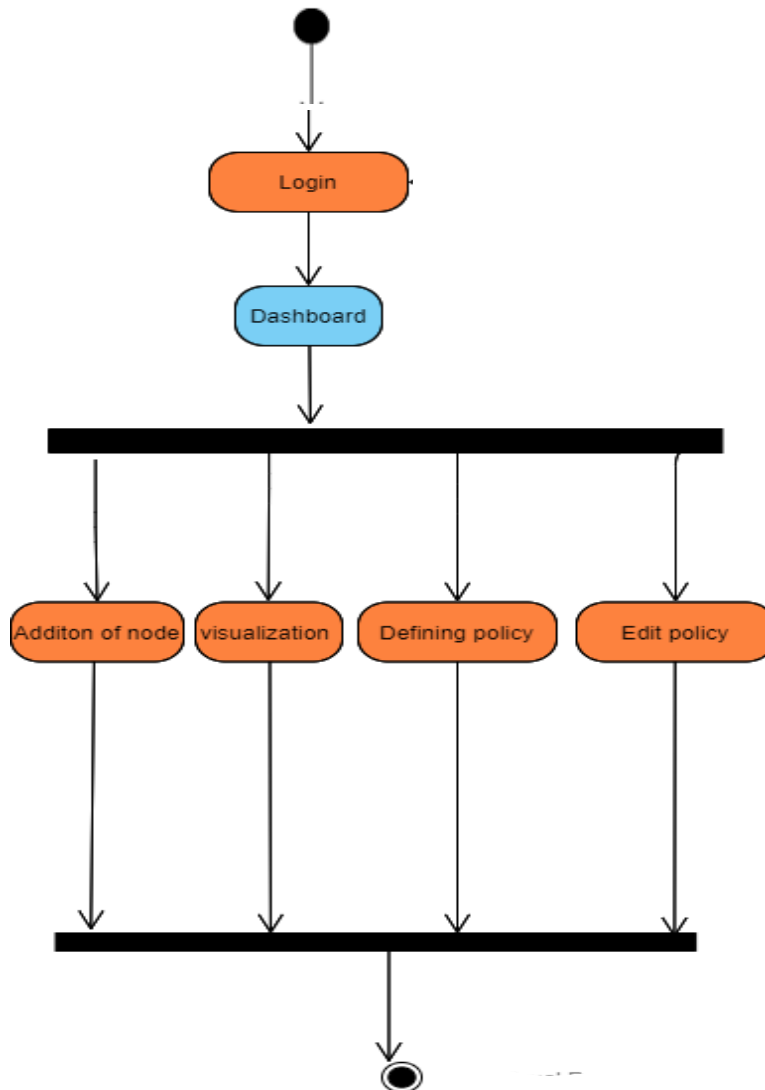 Login
Dashboard
Additon of node
visualization
Defining policy
Edit policy